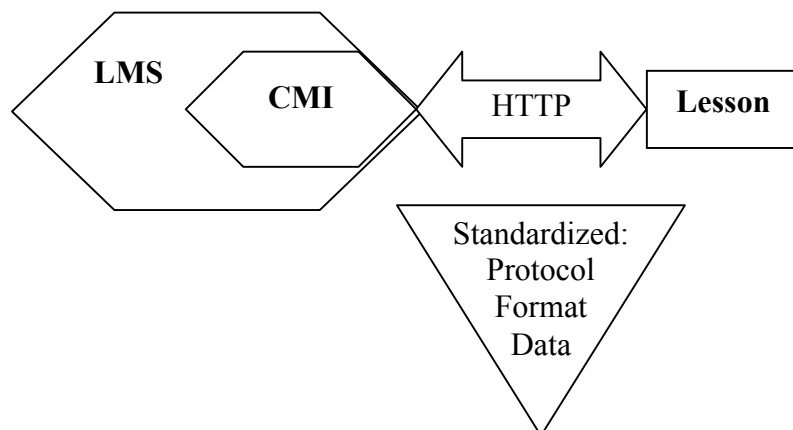 LMS
CMI
HTTP
Lesson
Standardized:
Protocol
Format
Data